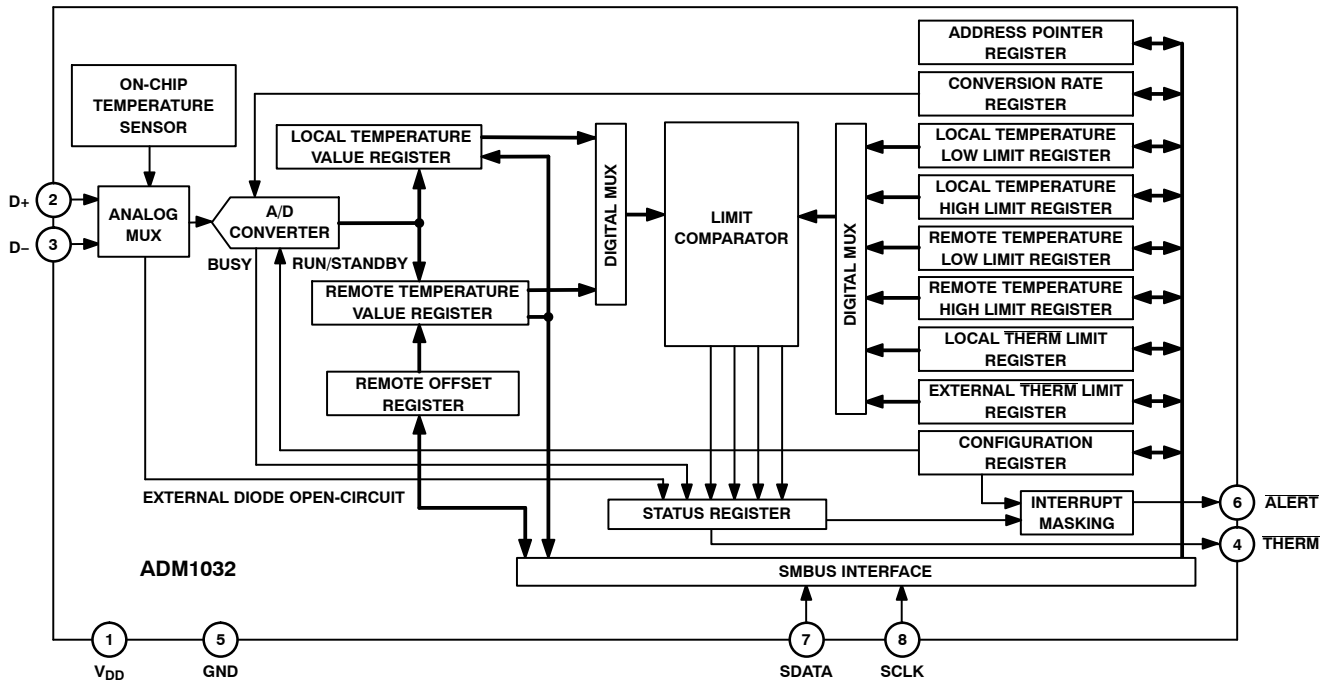 ADDRESS POINTER
REGISTER
ON-CHIP
TEMPERATURE
SENSOR
CONVERSION RATE
REGISTER
LOCAL TEMPERATURE
VALUE REGISTER
LOCAL TEMPERATURE
LOW LIMIT REGISTER
D+
2
D−
3
ANALOG
MUX
A/D
CONVERTER
BUSY
RUN/STANDBY
DIGITAL MUX
LIMIT
COMPARATOR
DIGITAL MUX
LOCAL TEMPERATURE
HIGH LIMIT REGISTER
REMOTE TEMPERATURE
LOW LIMIT REGISTER
REMOTE TEMPERATURE
VALUE REGISTER
REMOTE TEMPERATURE
HIGH LIMIT REGISTER
LOCAL T̅H̅E̅R̅M̅ LIMIT
REGISTER
REMOTE OFFSET
REGISTER
EXTERNAL T̅H̅E̅R̅M̅ LIMIT
REGISTER
CONFIGURATION
REGISTER
EXTERNAL DIODE OPEN-CIRCUIT
STATUS REGISTER
INTERRUPT
MASKING
6
A̅L̅E̅R̅T̅
4
T̅H̅E̅R̅M̅
ADM1032
SMBUS INTERFACE
1
VDD
5
GND
7
SDATA
8
SCLK